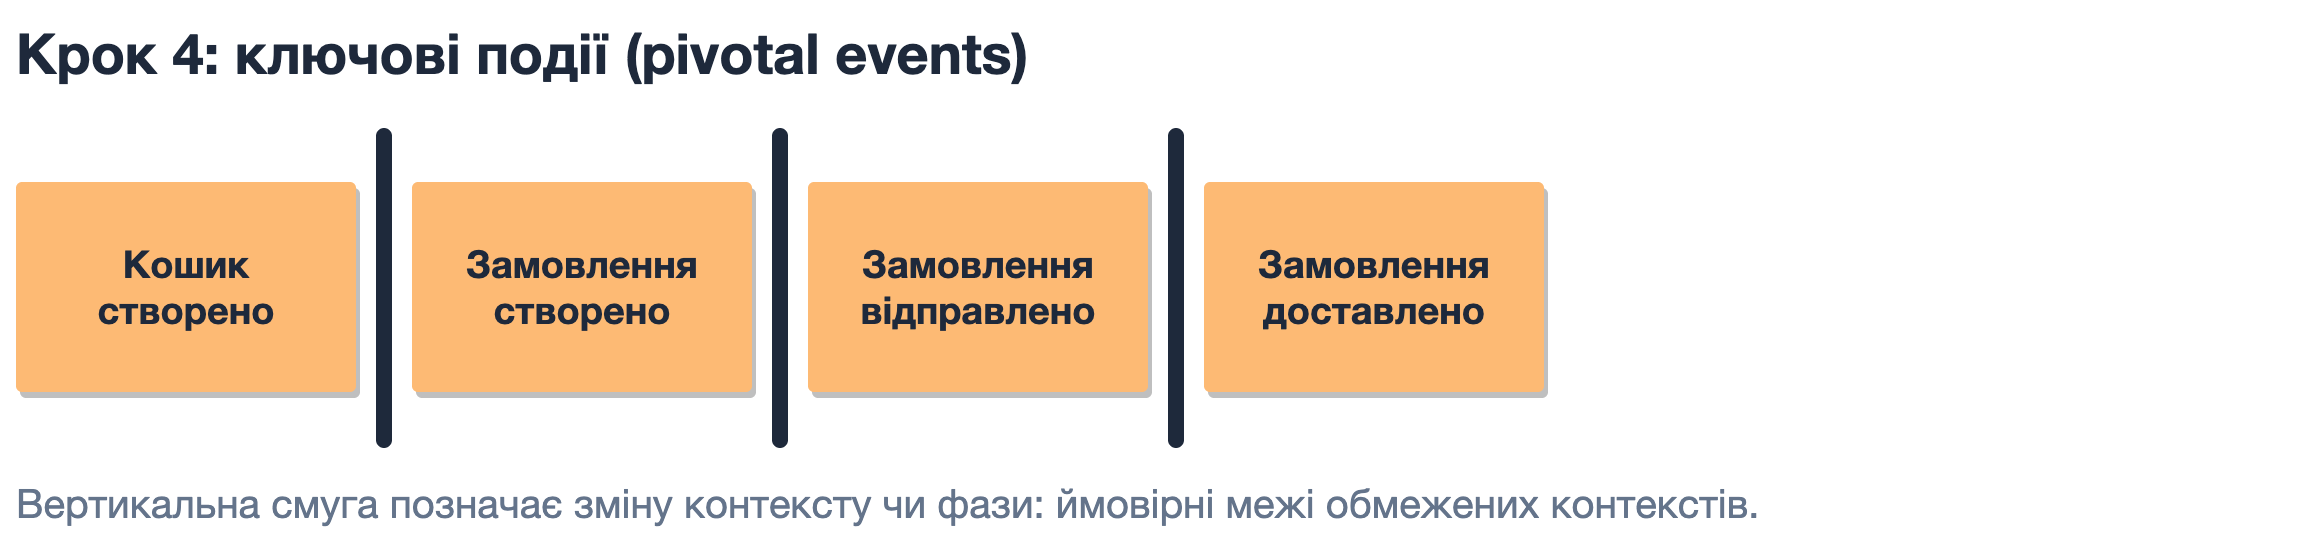 Крок 4: ключові події (pivotal events)
Кошик
створено
Замовлення
створено
Замовлення
відправлено
Замовлення
доставлено
Вертикальна смуга позначає зміну контексту чи фази: ймовірні межі обмежених контекстів.